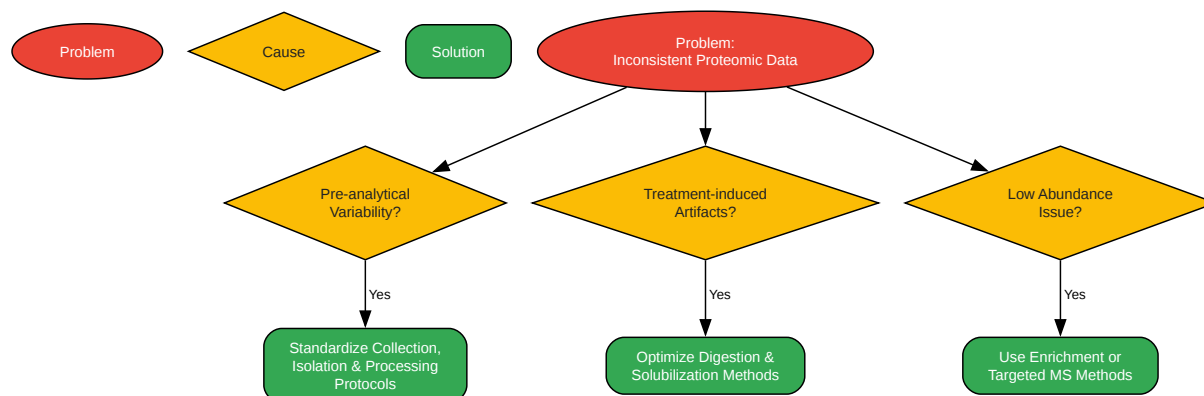 Problem
Cause
Solution
Problem:
Inconsistent Proteomic Data
Pre-analytical
Variability?
Treatment-induced
Artifacts?
Low Abundance
Issue?
Yes
Yes
Yes
Standardize Collection,
Isolation & Processing
Protocols
Optimize Digestion &
Solubilization Methods
Use Enrichment or
Targeted MS Methods